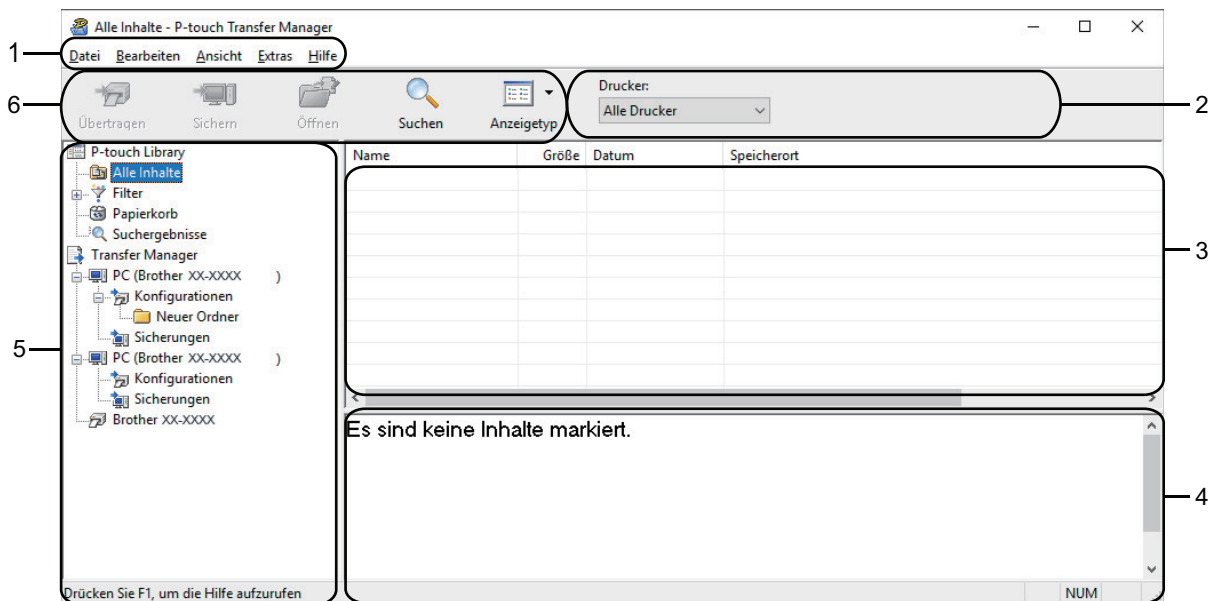 Alle Inhalte - P-touch Transfer Manager
1
Datei Bearbeiten Ansicht Extras Hilfe
6
Übertragen Sichern Öffnen Suchen Anzeigetyp
Drucker:
Alle Drucker
2
P-touch Library
Alle Inhalte
Filter
Papierkorb
Suchergebnisse
Transfer Manager
PC (Brother XX-XXXX )
Konfigurationen
Neuer Ordner
Sicherungen
PC (Brother XX-XXXX )
Konfigurationen
Sicherungen
Brother XX-XXXX
5
Name Größe Datum Speicherort
3
Es sind keine Inhalte markiert.
4
Drücken Sie F1, um die Hilfe aufzurufen
NUM